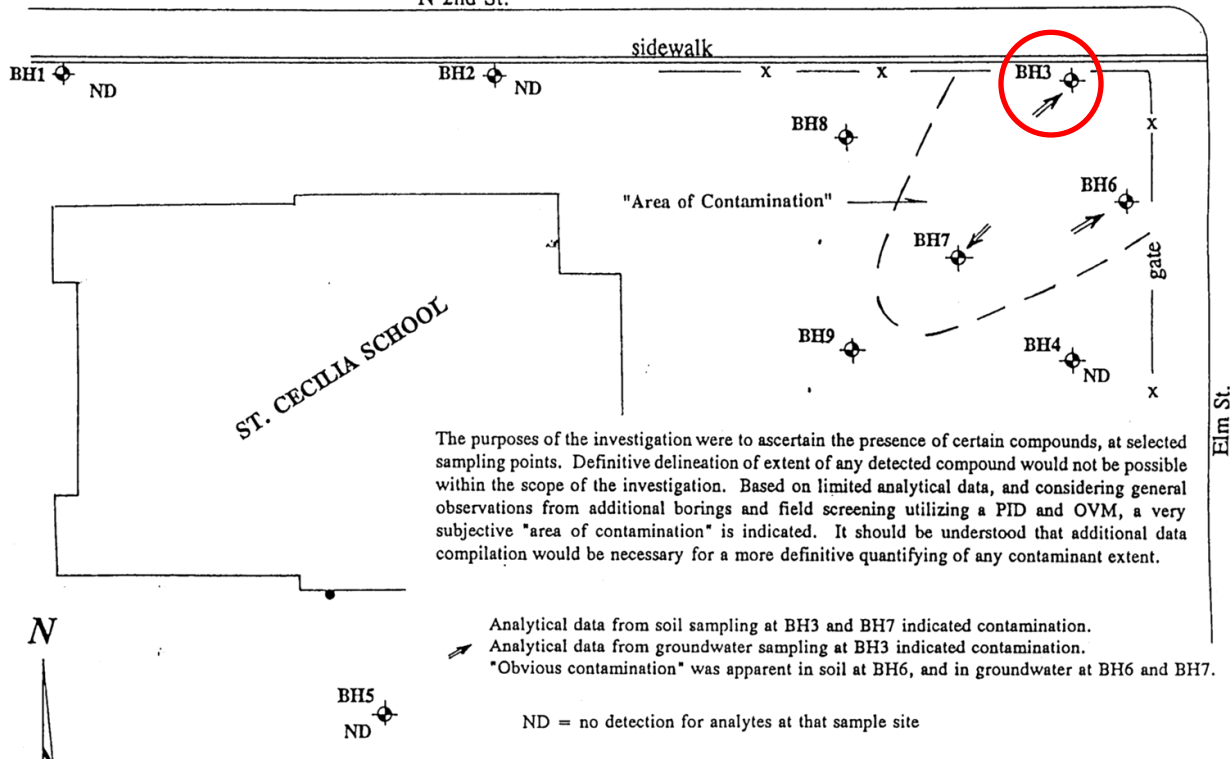 N 2nd St.
sidewalk
BH1
ND
BH2
ND
x
x
BH3
BH8
x
"Area of Contamination"
BH6
BH7
gate
BH9
BH4
ND
x
Elm St.
ST. CECILIA SCHOOL
The purposes of the investigation were to ascertain the presence of certain compounds, at selected
sampling points. Definitive delineation of extent of any detected compound would not be possible
within the scope of the investigation. Based on limited analytical data, and considering general
observations from additional borings and field screening utilizing a PID and OVM, a very
subjective "area of contamination" is indicated. It should be understood that additional data
compilation would be necessary for a more definitive quantifying of any contaminant extent.
N
Analytical data from soil sampling at BH3 and BH7 indicated contamination.
Analytical data from groundwater sampling at BH3 indicated contamination.
"Obvious contamination" was apparent in soil at BH6, and in groundwater at BH6 and BH7.
BH5
ND
ND = no detection for analytes at that sample site